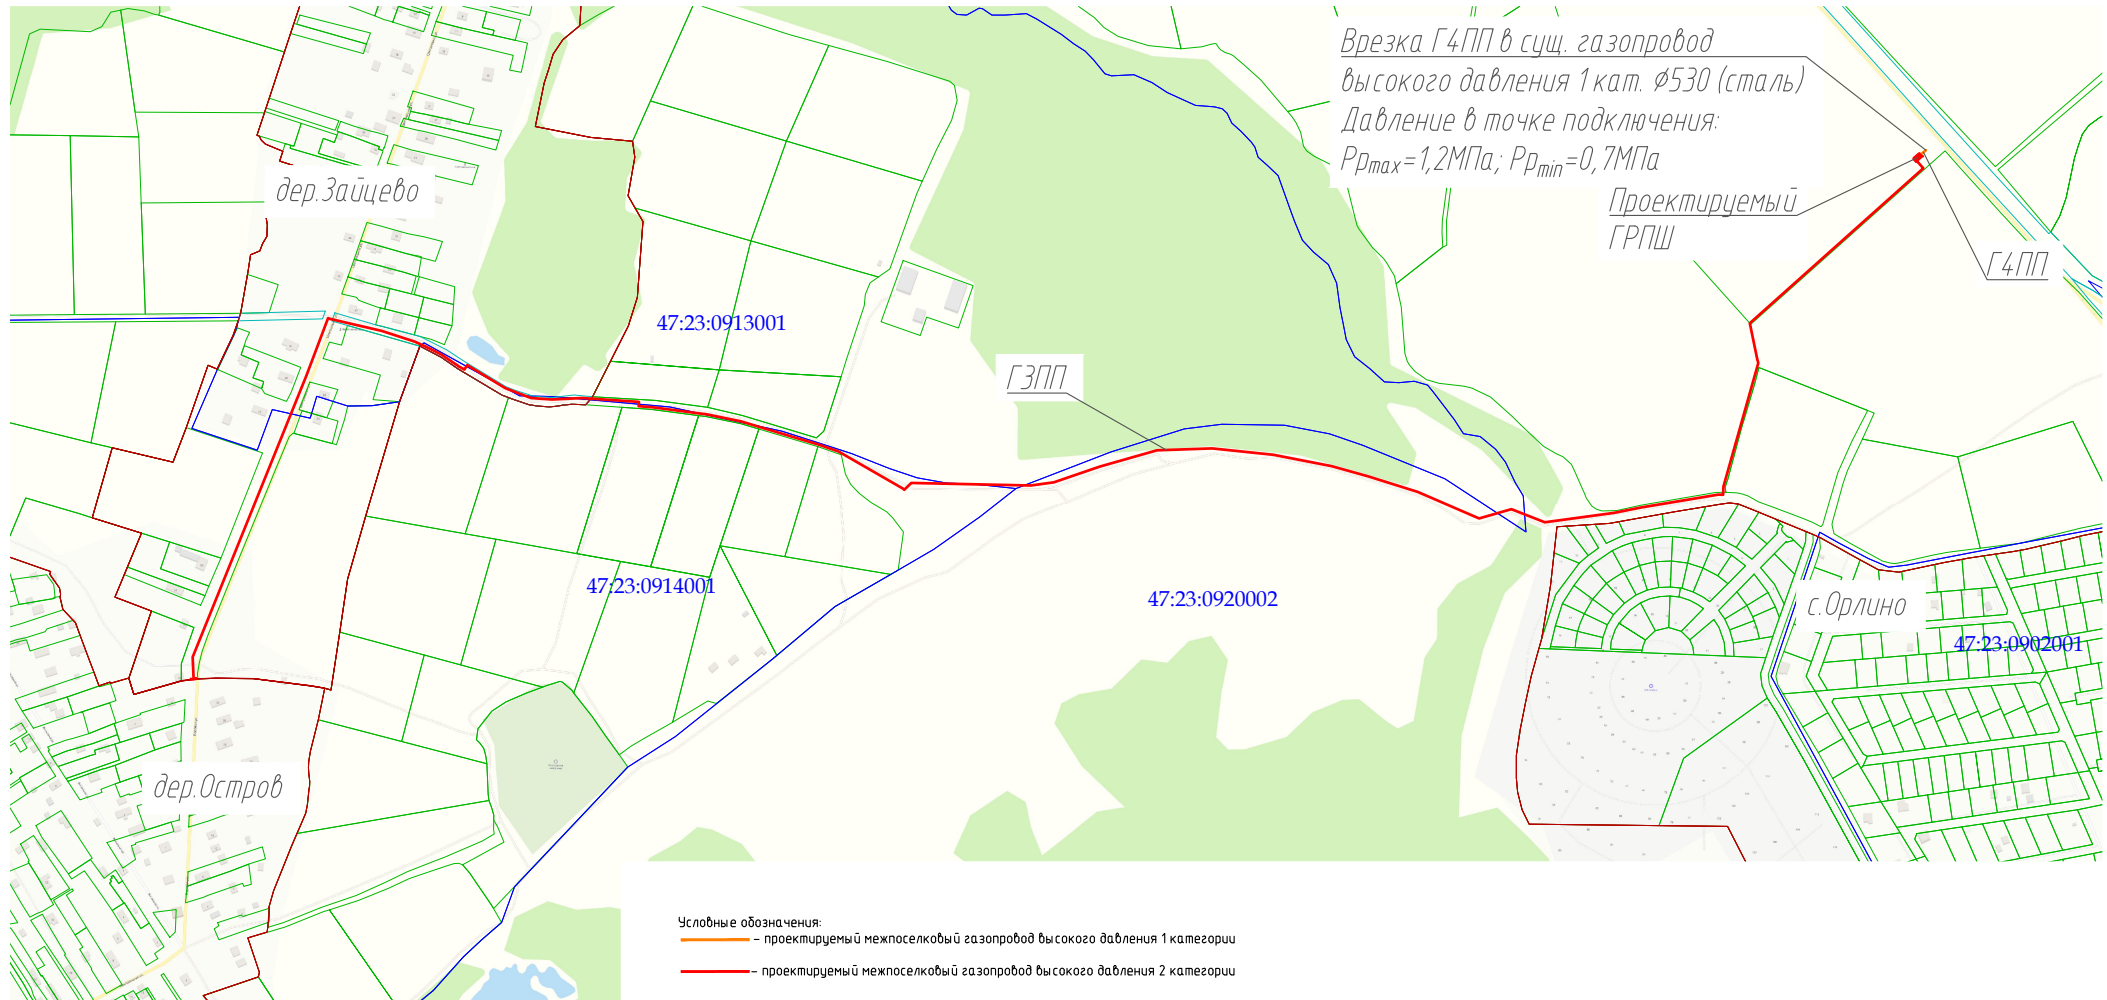 Врезка Г4ПП в сущ. газопровод
высокого давления 1 кат. Ø530 (сталь)
Давление в точке подключения:
Ppmax=1,2МПа; Ppmin=0,7МПа
Проектируемый
ГРПШ
Г4ПП
дер.Зайцево
47:23:0913001
Г3ПП
47:23:0914001
47:23:0920002
с.Орлино
47:23:0902001
дер.Остров
Условные обозначения:
- проектируемый межпоселковый газопровод высокого давления 1 категории
- проектируемый межпоселковый газопровод высокого давления 2 категории